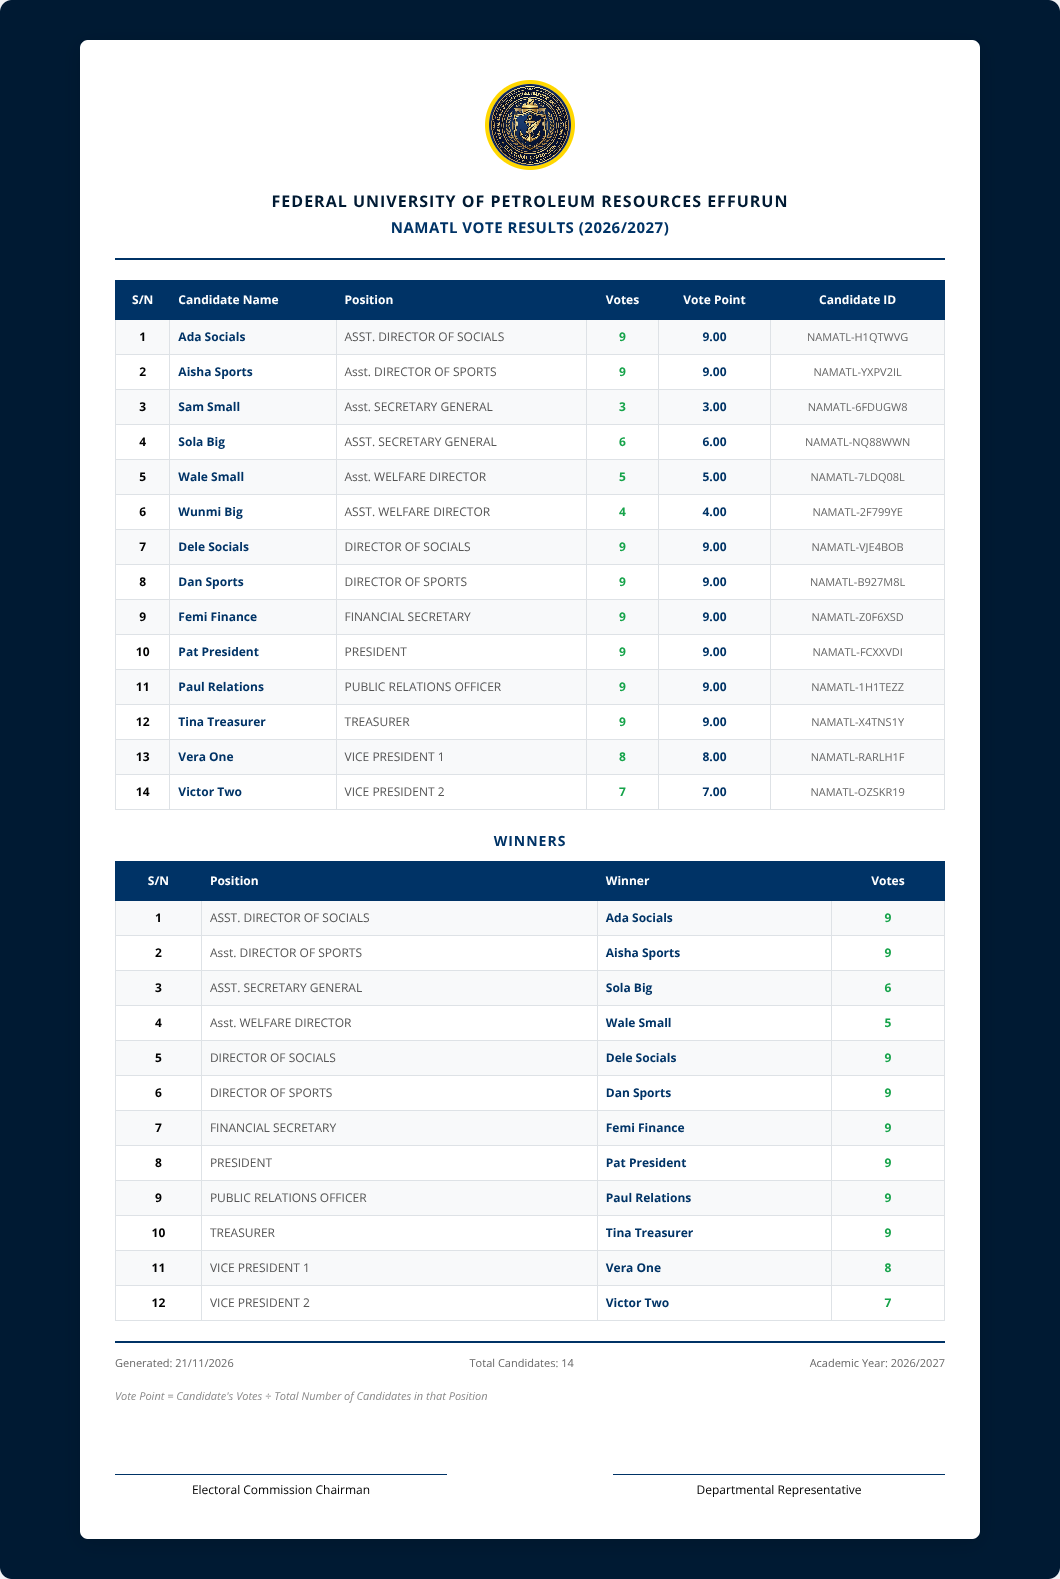 FEDERAL UNIVERSITY OF PETROLEUM RESOURCES EFFURUN
NAMATL VOTE RESULTS (2026/2027)
S/N Candidate Name Position Votes Vote Point Candidate ID
1 Ada Socials ASST. DIRECTOR OF SOCIALS 9 9.00 NAMATL-H1QTWVG
2 Aisha Sports Asst. DIRECTOR OF SPORTS 9 9.00 NAMATL-YXPV2IL
3 Sam Small Asst. SECRETARY GENERAL 3 3.00 NAMATL-6FDUGW8
4 Sola Big ASST. SECRETARY GENERAL 6 6.00 NAMATL-NQ88WWN
5 Wale Small Asst. WELFARE DIRECTOR 5 5.00 NAMATL-7LDQ08L
6 Wunmi Big ASST. WELFARE DIRECTOR 4 4.00 NAMATL-2F799YE
7 Dele Socials DIRECTOR OF SOCIALS 9 9.00 NAMATL-VJE4BOB
8 Dan Sports DIRECTOR OF SPORTS 9 9.00 NAMATL-B927M8L
9 Femi Finance FINANCIAL SECRETARY 9 9.00 NAMATL-Z0F6XSD
10 Pat President PRESIDENT 9 9.00 NAMATL-FCXXVDI
11 Paul Relations PUBLIC RELATIONS OFFICER 9 9.00 NAMATL-1H1TEZZ
12 Tina Treasurer TREASURER 9 9.00 NAMATL-X4TNS1Y
13 Vera One VICE PRESIDENT 1 8 8.00 NAMATL-RARLH1F
14 Victor Two VICE PRESIDENT 2 7 7.00 NAMATL-OZSKR19
WINNERS
S/N Position Winner Votes
1 ASST. DIRECTOR OF SOCIALS Ada Socials 9
2 Asst. DIRECTOR OF SPORTS Aisha Sports 9
3 ASST. SECRETARY GENERAL Sola Big 6
4 Asst. WELFARE DIRECTOR Wale Small 5
5 DIRECTOR OF SOCIALS Dele Socials 9
6 DIRECTOR OF SPORTS Dan Sports 9
7 FINANCIAL SECRETARY Femi Finance 9
8 PRESIDENT Pat President 9
9 PUBLIC RELATIONS OFFICER Paul Relations 9
10 TREASURER Tina Treasurer 9
11 VICE PRESIDENT 1 Vera One 8
12 VICE PRESIDENT 2 Victor Two 7
Generated: 21/11/2026 Total Candidates: 14 Academic Year: 2026/2027
Vote Point = Candidate's Votes ÷ Total Number of Candidates in that Position
Electoral Commission Chairman Departmental Representative